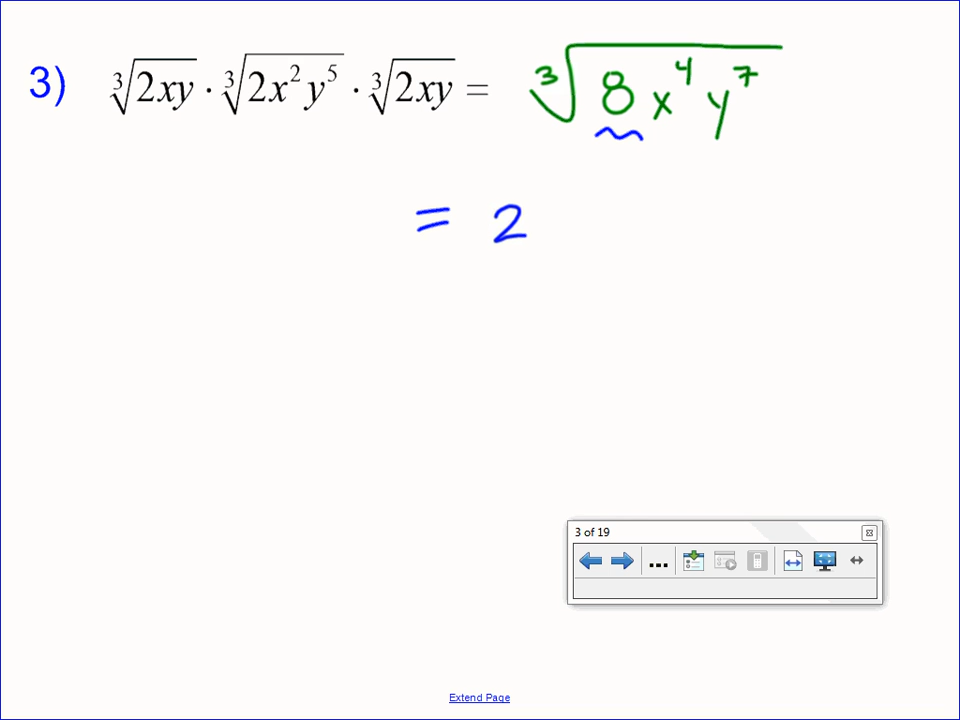 3) ∛2xy · ∛2x²y⁵ · ∛2xy = ∛8x⁴y⁷
= 2
3 of 19
...
Extend Page